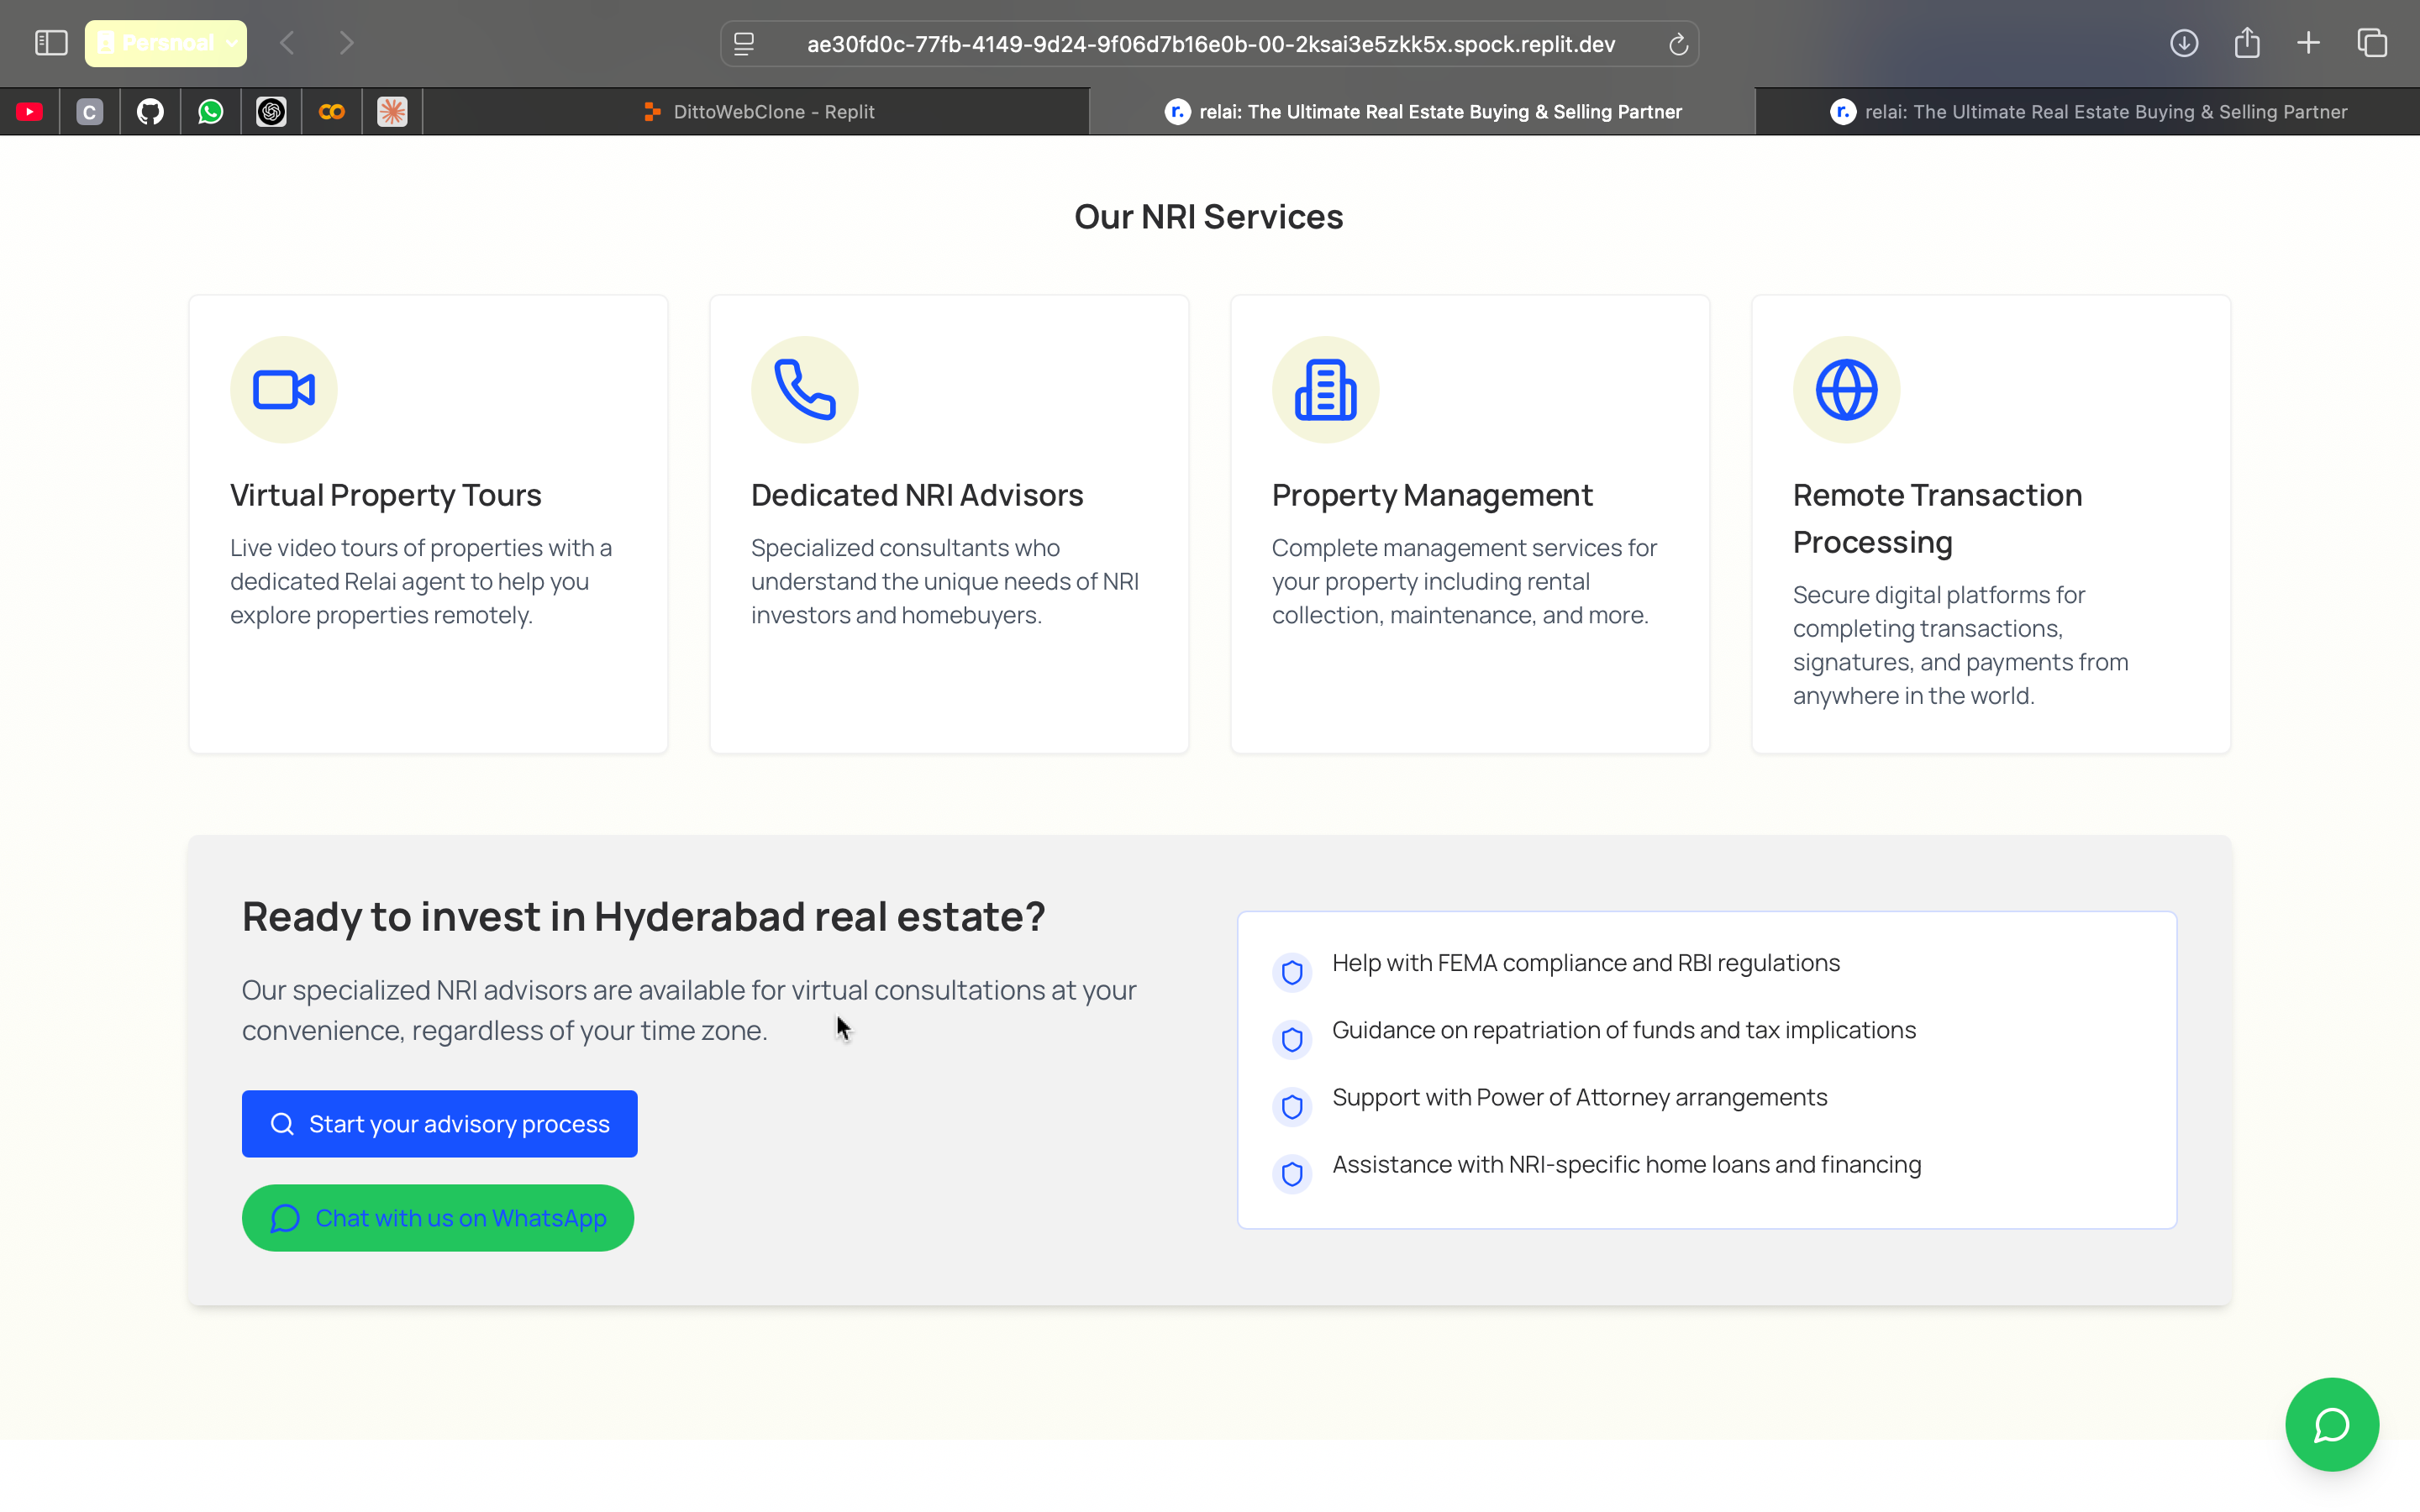 Persnoal
ae30fd0c-77fb-4149-9d24-9f06d7b16e0b-00-2ksai3e5zkk5x.spock.replit.dev
C
DittoWebClone - Replit
r. relai: The Ultimate Real Estate Buying & Selling Partner
r. relai: The Ultimate Real Estate Buying & Selling Partner
Our NRI Services
Virtual Property Tours
Live video tours of properties with a
dedicated Relai agent to help you
explore properties remotely.
Dedicated NRI Advisors
Specialized consultants who
understand the unique needs of NRI
investors and homebuyers.
Property Management
Complete management services for
your property including rental
collection, maintenance, and more.
Remote Transaction
Processing
Secure digital platforms for
completing transactions,
signatures, and payments from
anywhere in the world.
Ready to invest in Hyderabad real estate?
Our specialized NRI advisors are available for virtual consultations at your
convenience, regardless of your time zone.
Start your advisory process
Chat with us on WhatsApp
Help with FEMA compliance and RBI regulations
Guidance on repatriation of funds and tax implications
Support with Power of Attorney arrangements
Assistance with NRI-specific home loans and financing